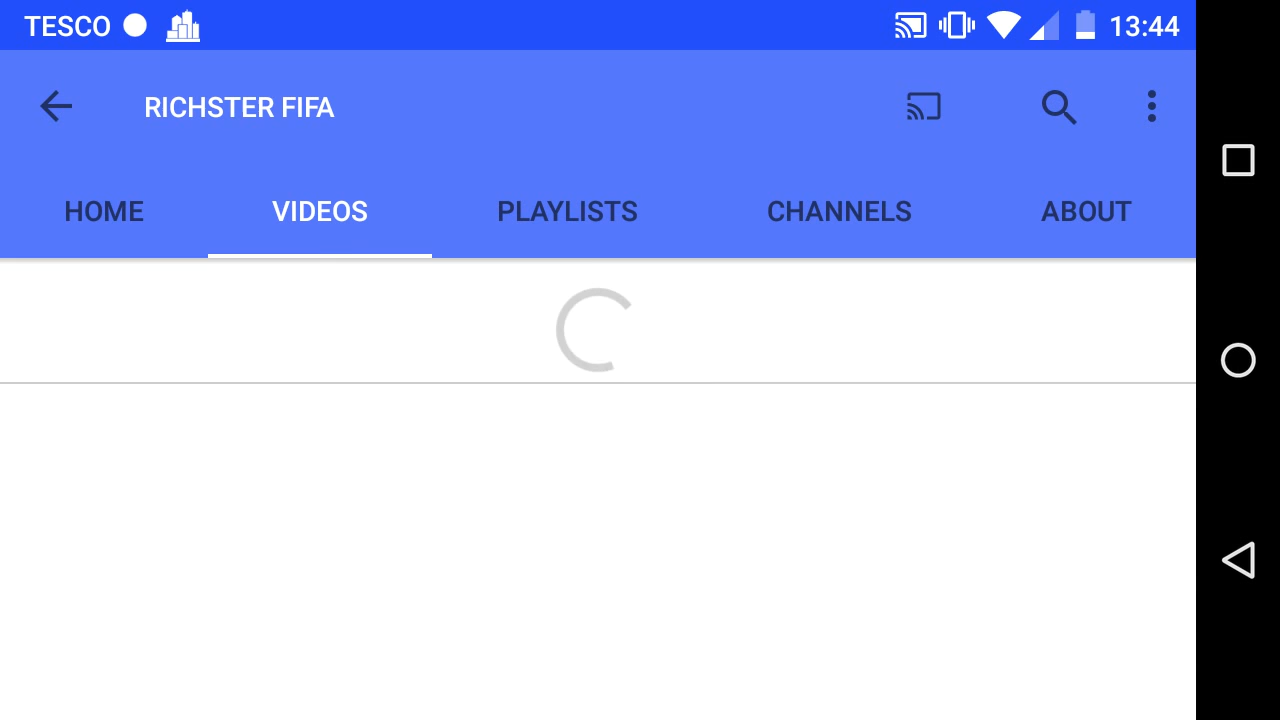 TESCO 13:44
RICHSTER FIFA
HOME VIDEOS PLAYLISTS CHANNELS ABOUT